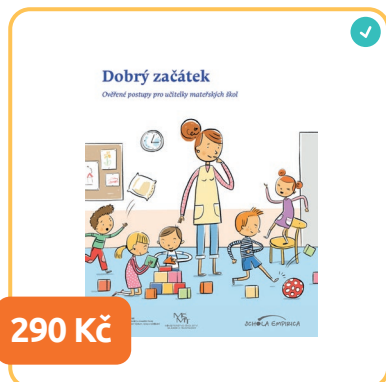 Dobrý začátek
Ověřené postupy pro učitelky mateřských škol
290 Kč
SCHOLA EMPIRICA